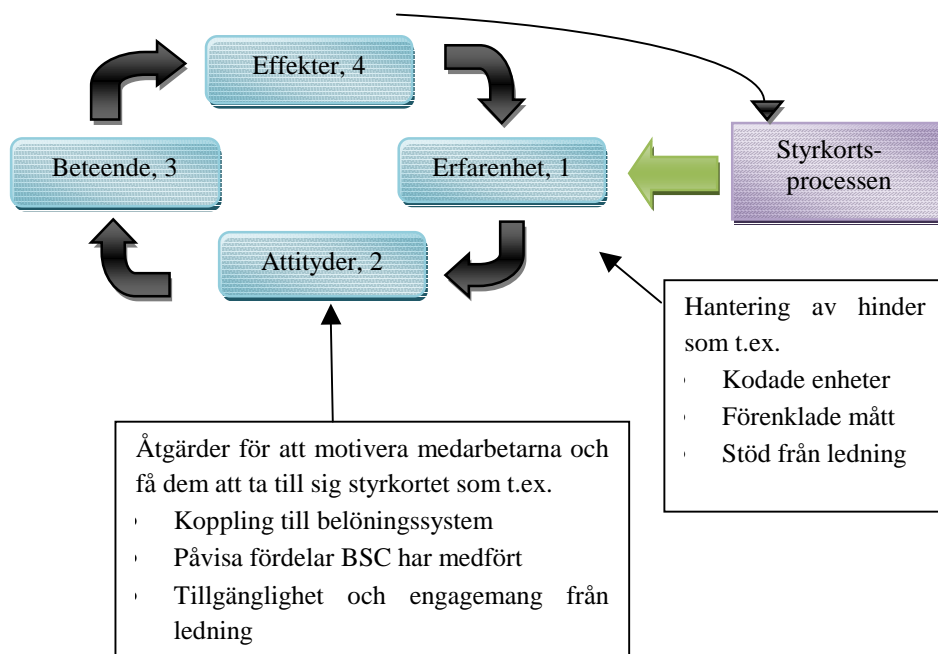 Effekter, 4
Beteende, 3
Erfarenhet, 1
Styrkorts-
processen
Attityder, 2
Hantering av hinder
som t.ex.
Kodade enheter
Förenklade mått
Stöd från ledning
Åtgärder för att motivera medarbetarna och
få dem att ta till sig styrkortet som t.ex.
Koppling till belöningssystem
Påvisa fördelar BSC har medfört
Tillgänglighet och engagemang från
ledning